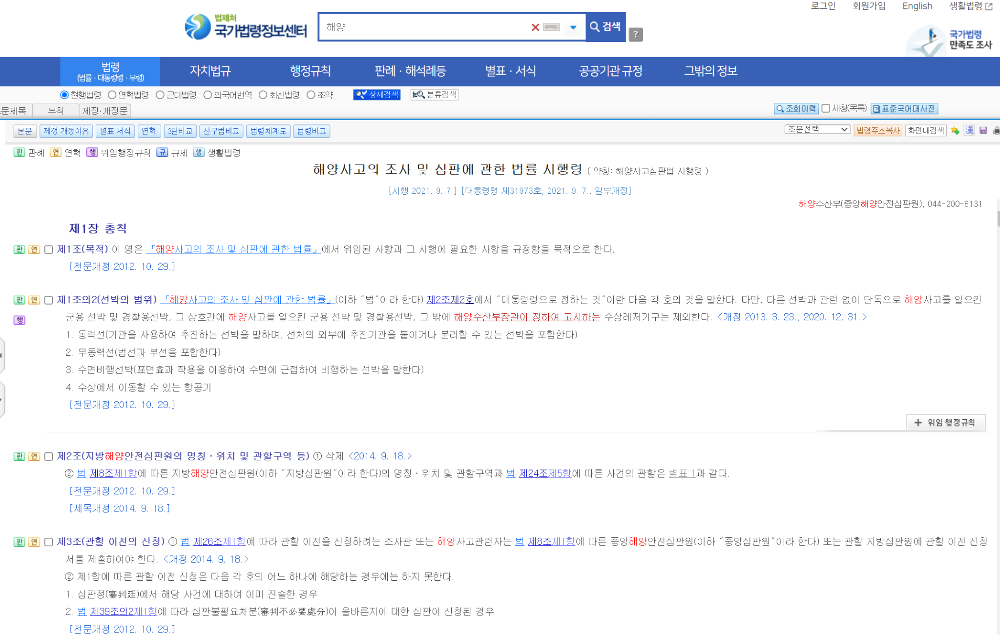 로그인 회원가입 English 생활법령
법제처
국가법령정보센터
해양
검색
?
국가법령
만족도 조사
법령
(법률 · 대통령령 · 부령)
자치법규 행정규칙 판례 · 해석례등 별표 · 서식 공공기관 규정 그밖의 정보
현행법령 연혁법령 근대법령 외국어번역 최신법령 조약 상세검색 분류검색
문제목 부칙 제정·개정문 조회이력 새창(목록) 표준국어대사전
본문 제정·개정이유 별표·서식 연혁 3단비교 신구법비교 법령체계도 법령비교 조문선택 법령주소복사 화면내검색 漢
판 판례 연 연혁 행 위임행정규칙 규 규제 생 생활법령
해양사고의 조사 및 심판에 관한 법률 시행령 ( 약칭: 해양사고심판법 시행령 )
[시행 2021. 9. 7.] [대통령령 제31973호, 2021. 9. 7., 일부개정]
해양수산부(중앙해양안전심판원), 044-200-6131
제1장 총칙
판 연 제1조(목적) 이 영은 「해양사고의 조사 및 심판에 관한 법률」에서 위임된 사항과 그 시행에 필요한 사항을 규정함을 목적으로 한다.
[전문개정 2012. 10. 29.]
판 연 제1조의2(선박의 범위) 「해양사고의 조사 및 심판에 관한 법률」(이하 "법"이라 한다) 제2조제2호에서 "대통령령으로 정하는 것"이란 다음 각 호의 것을 말한다. 다만, 다른 선박과 관련 없이 단독으로 해양사고를 일으킨
행 군용 선박 및 경찰용선박, 그 상호간에 해양사고를 일으킨 군용 선박 및 경찰용선박, 그 밖에 해양수산부장관이 정하여 고시하는 수상레저기구는 제외한다. <개정 2013. 3. 23., 2020. 12. 31.>
1. 동력선(기관을 사용하여 추진하는 선박을 말하며, 선체의 외부에 추진기관을 붙이거나 분리할 수 있는 선박을 포함한다)
2. 무동력선(범선과 부선을 포함한다)
3. 수면비행선박(표면효과 작용을 이용하여 수면에 근접하여 비행하는 선박을 말한다)
4. 수상에서 이동할 수 있는 항공기
[전문개정 2012. 10. 29.]
+ 위임 행정규칙
판 연 제2조(지방해양안전심판원의 명칭·위치 및 관할구역 등) ① 삭제 <2014. 9. 18.>
② 법 제8조제1항에 따른 지방해양안전심판원(이하 "지방심판원"이라 한다)의 명칭·위치 및 관할구역과 법 제24조제5항에 따른 사건의 관할은 별표 1과 같다.
[전문개정 2012. 10. 29.]
[제목개정 2014. 9. 18.]
판 연 제3조(관할 이전의 신청) ① 법 제26조제1항에 따라 관할 이전을 신청하려는 조사관 또는 해양사고관련자는 법 제8조제1항에 따른 중앙해양안전심판원(이하 "중앙심판원"이라 한다) 또는 관할 지방심판원에 관할 이전 신청
서를 제출하여야 한다. <개정 2014. 9. 18.>
② 제1항에 따른 관할 이전 신청은 다음 각 호의 어느 하나에 해당하는 경우에는 하지 못한다.
1. 심판정(審判廷)에서 해당 사건에 대하여 이미 진술한 경우
2. 법 제39조의2제1항에 따라 심판불필요처분(審判不必要處分)이 올바른지에 대한 심판이 신청된 경우
[전문개정 2012. 10. 29.]